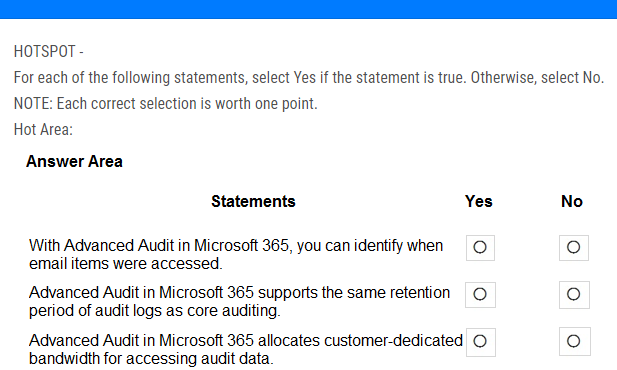 HOTSPOT -
For each of the following statements, select Yes if the statement is true. Otherwise, select No.
NOTE: Each correct selection is worth one point.
Hot Area:
Answer Area
Statements Yes No
With Advanced Audit in Microsoft 365, you can identify when
email items were accessed.
Advanced Audit in Microsoft 365 supports the same retention
period of audit logs as core auditing.
Advanced Audit in Microsoft 365 allocates customer-dedicated
bandwidth for accessing audit data.